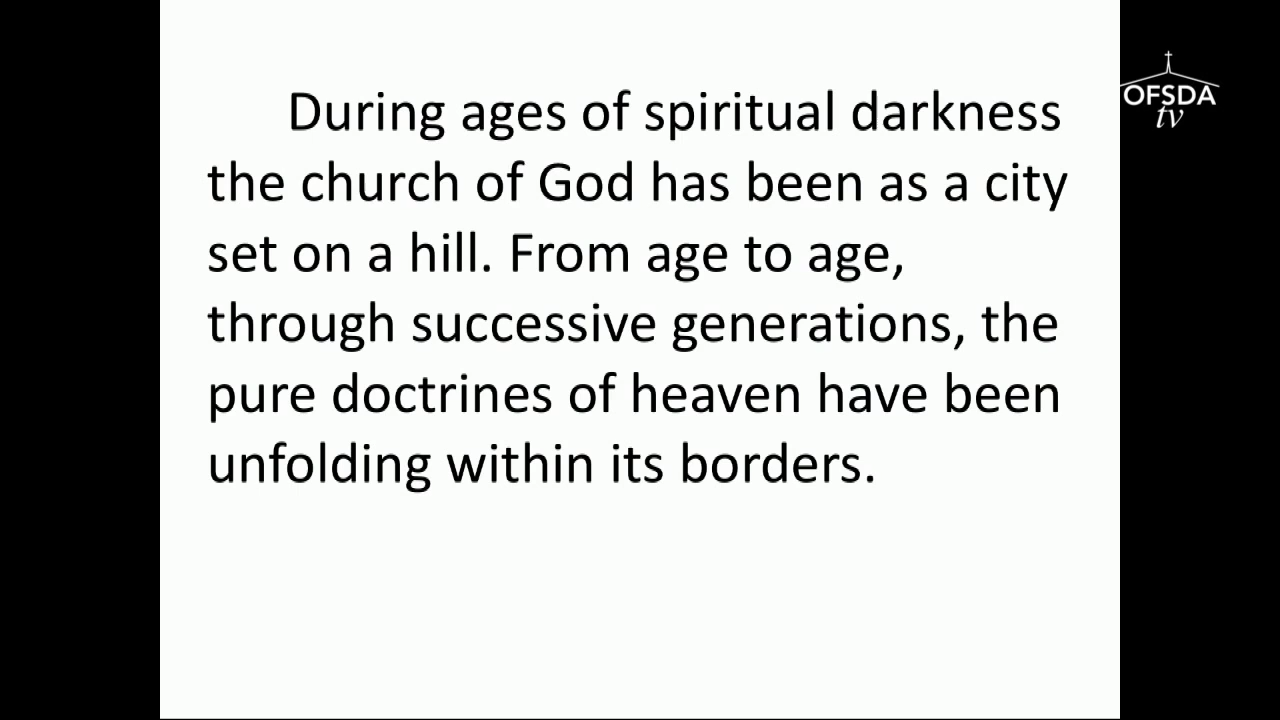 During ages of spiritual darkness
the church of God has been as a city
set on a hill. From age to age,
through successive generations, the
pure doctrines of heaven have been
unfolding within its borders.
OFSDA
tv